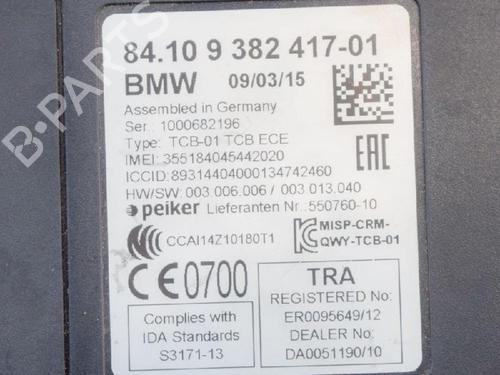 84.10 9 382 417-01
BMW 09/03/15
Assembled in Germany
Ser.: 1000682196
Type: TCB-01 TCB ECE
IMEI: 355184045442020
ICCID: 89314404000134742460
HW/SW: 003 006.006 / 003 013.040
peiker Lieferanten Nr.: 550760-10
EAC
CCAI14Z10180T1
MISP-CRM-
QWY-TCB-01
CE0700
Complies with
IDA Standards
S3171-13
TRA
REGISTERED No:
ER0095649/12
DEALER No:
DA0051190/10
B-PARTS